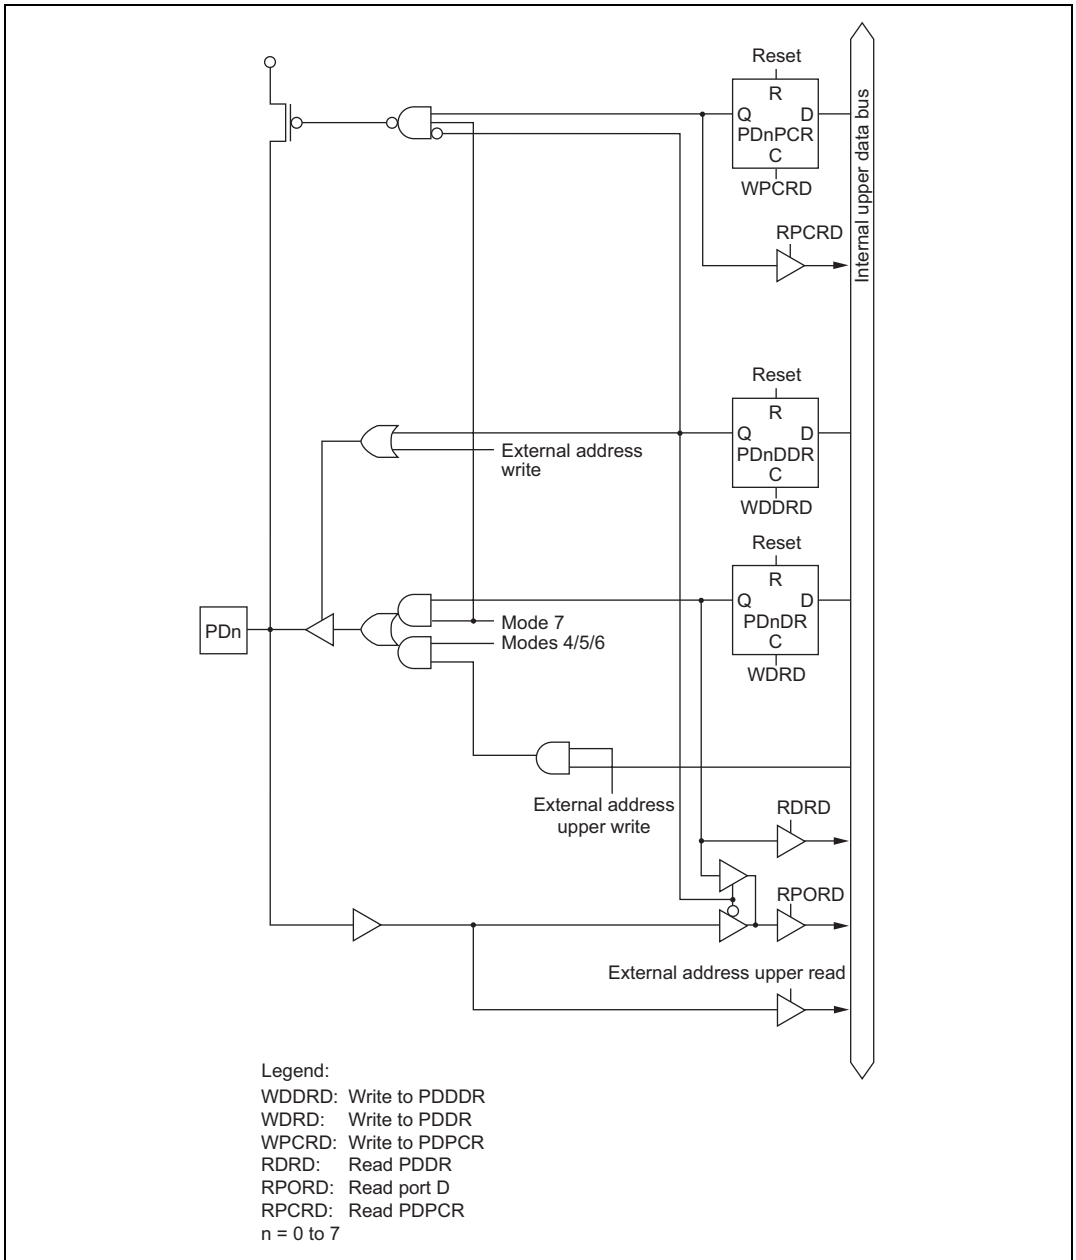 Reset
R
Q D
PDnPCR
C
WPCRD
RPCRD
Internal upper data bus
Reset
R
Q D
PDnDDR
C
WDDRD
External address
write
Reset
R
Q D
PDnDR
C
WDRD
PDn
Mode 7
Modes 4/5/6
External address
upper write
RDRD
RPORD
External address upper read
Legend:
WDDRD: Write to PDDDR
WDRD: Write to PDDR
WPCRD: Write to PDPCR
RDRD: Read PDDR
RPORD: Read port D
RPCRD: Read PDPCR
n = 0 to 7